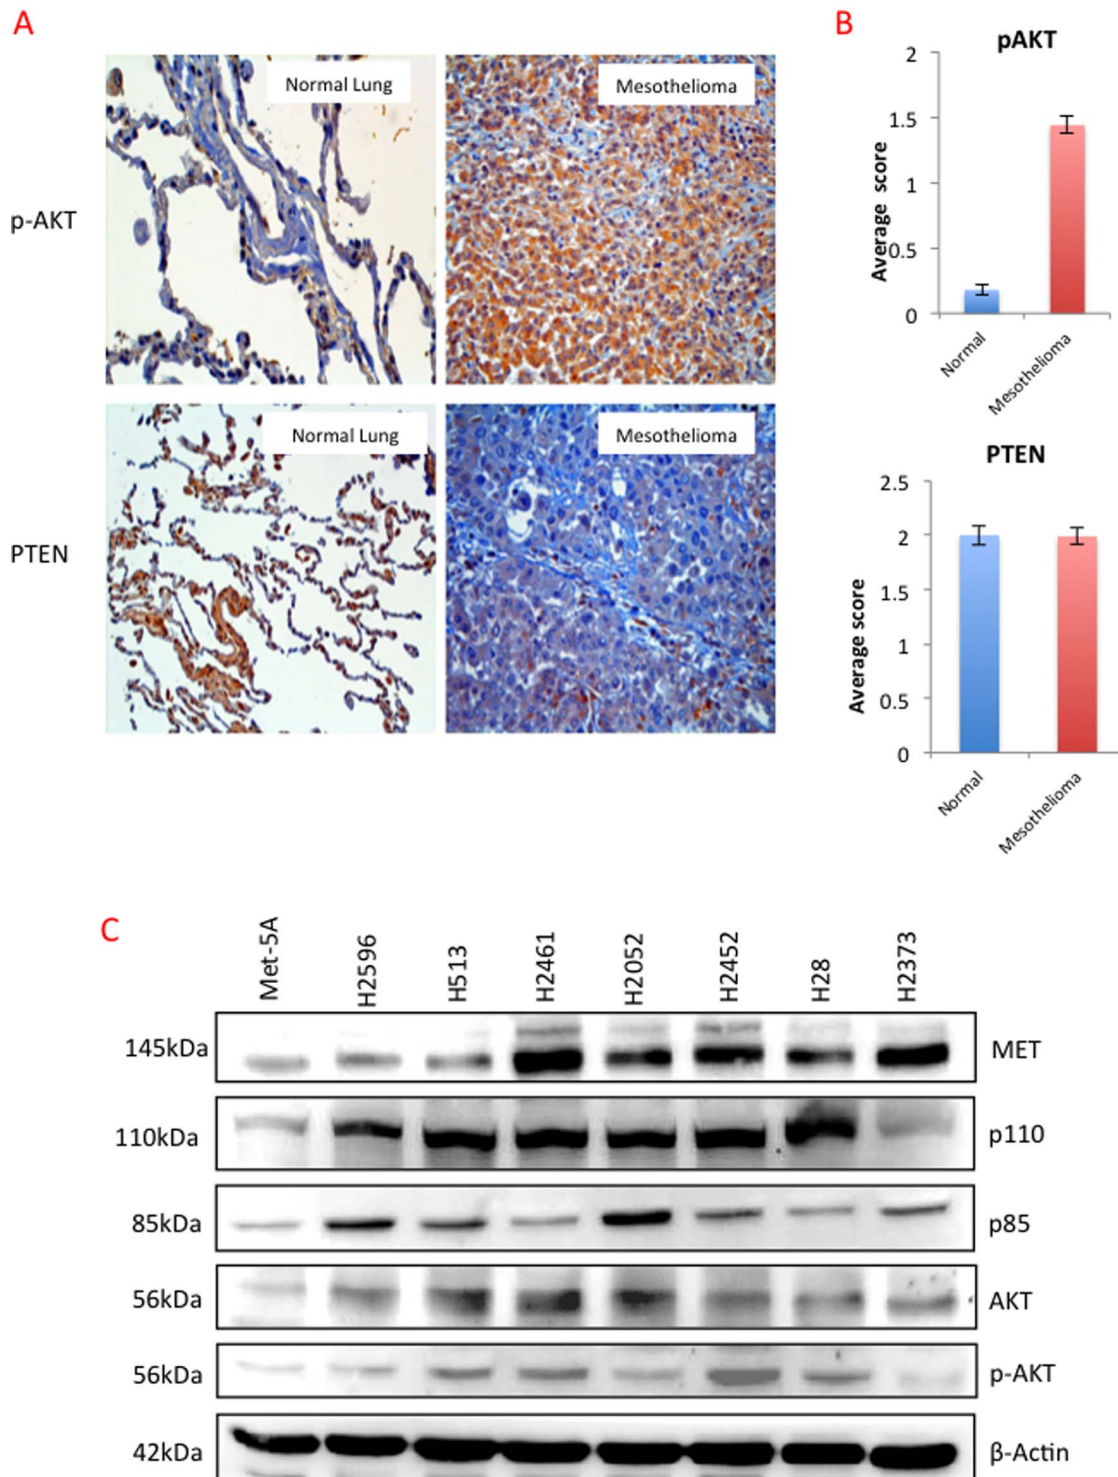 A
Normal Lung
Mesothelioma
p-AKT
Normal Lung
Mesothelioma
PTEN
B
pAKT
Average score
2
1.5
1
0.5
0
Normal
Mesothelioma
PTEN
Average score
2.5
2
1.5
1
0.5
0
Normal
Mesothelioma
C
Met-5A
H2596
H513
H2461
H2052
H2452
H28
H2373
145kDa
MET
110kDa
p110
85kDa
p85
56kDa
AKT
56kDa
p-AKT
42kDa
β-Actin